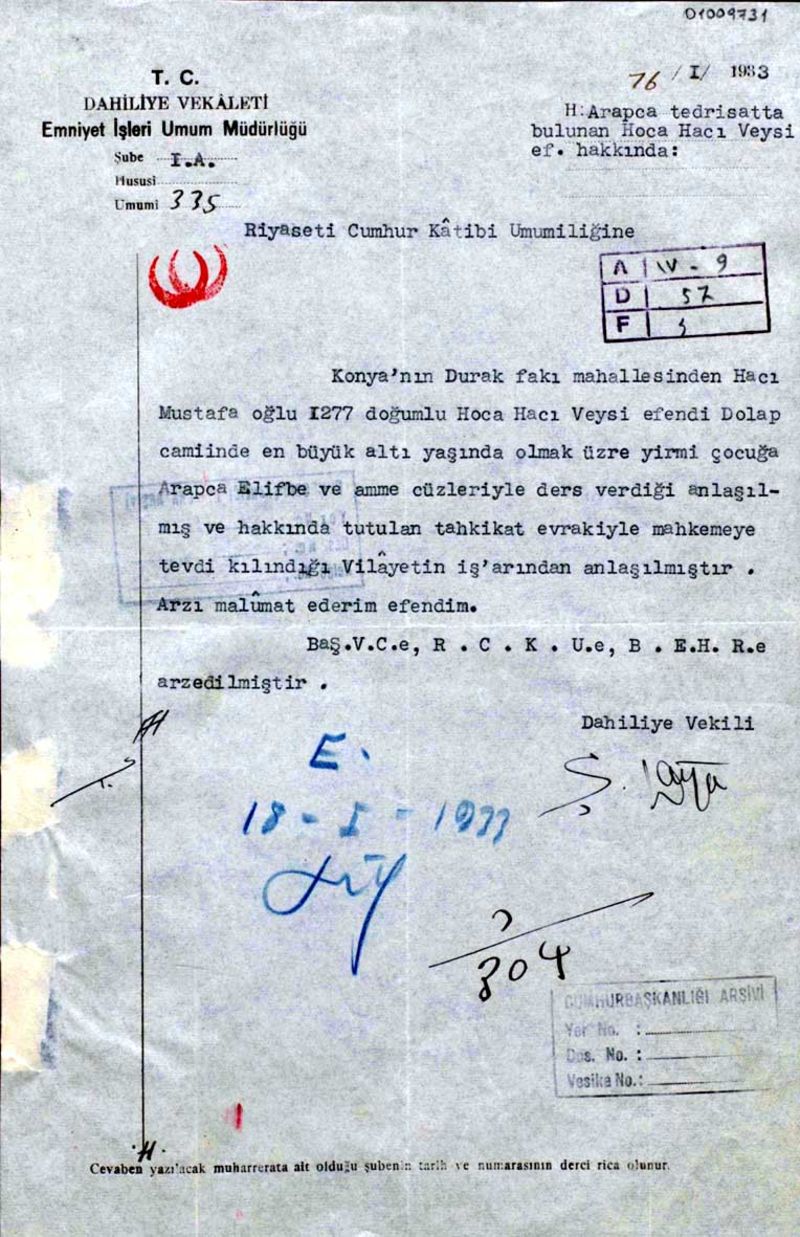 01009731
T. C.
DAHİLİYE VEKÂLETİ
Emniyet İşleri Umum Müdürlüğü
Şube I.A.
Hususi
Umumi 335
16 / I / 1933
H:Arapca tedrisatta
bulunan Hoca Hacı Veysi
ef. hakkında:
Riyaseti Cumhur Kâtibi Umumiliğine
A IV - 9
D 57
F
Konya'nın Durak fakı mahallesinden Hacı
Mustafa oğlu I277 doğumlu Hoca Hacı Veysi efendi Dolap
camiinde en büyük altı yaşında olmak üzre yirmi çocuğa
Arapca Elifbe ve amme cüzleriyle ders verdiği anlaşıl-
mış ve hakkında tutulan tahkikat evrakiyle mahkemeye
tevdi kılındığı Vilâyetin iş'arından anlaşılmıştır .
Arzı malûmat ederim efendim.
Baş.V.C.e, R . C . K . U.e, B . E.H. R.e
arzedilmiştir .
Dahiliye Vekili
Ş. Kaya
E.
18 - I - 1933
304
CUMHURBAŞKANLIĞI ARŞİVİ
Yer No. :
Dos. No. :
Vesika No.:
Cevaben yazılacak muharrerata ait olduğu şubenin tarih ve numarasının derci rica olunur.